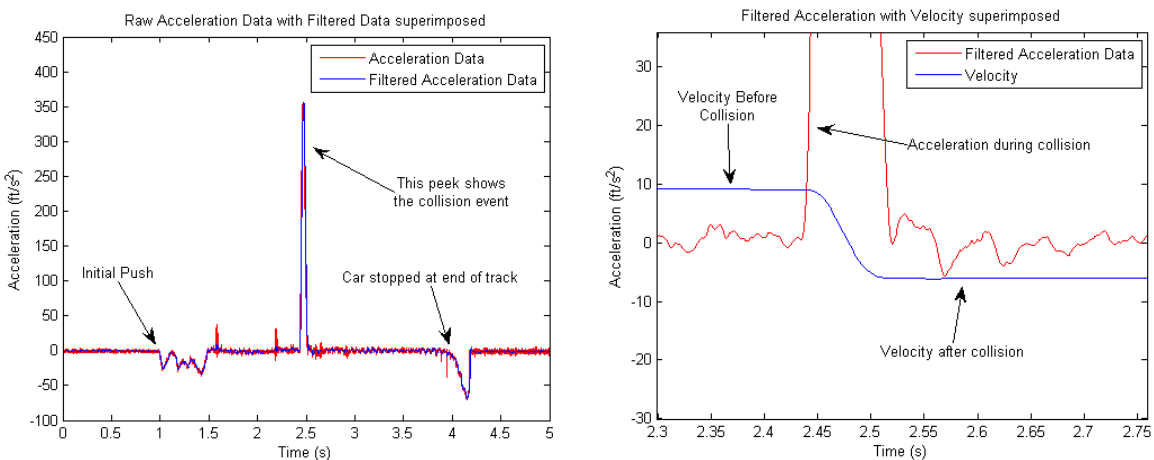 Raw Acceleration Data with Filtered Data superimposed
450
400
350
300
250
200
150
100
50
0
-50
-100
Acceleration (ft/s²)
Acceleration Data
Filtered Acceleration Data
This peek shows
the collision event
Initial Push
Car stopped at end of track
0 0.5 1 1.5 2 2.5 3 3.5 4 4.5 5
Time (s)
Filtered Acceleration with Velocity superimposed
30
20
10
0
-10
-20
-30
Acceleration (ft/s²)
Filtered Acceleration Data
Velocity
Velocity Before
Collision
Acceleration during collision
Velocity after collision
2.3 2.35 2.4 2.45 2.5 2.55 2.6 2.65 2.7 2.75
Time (s)